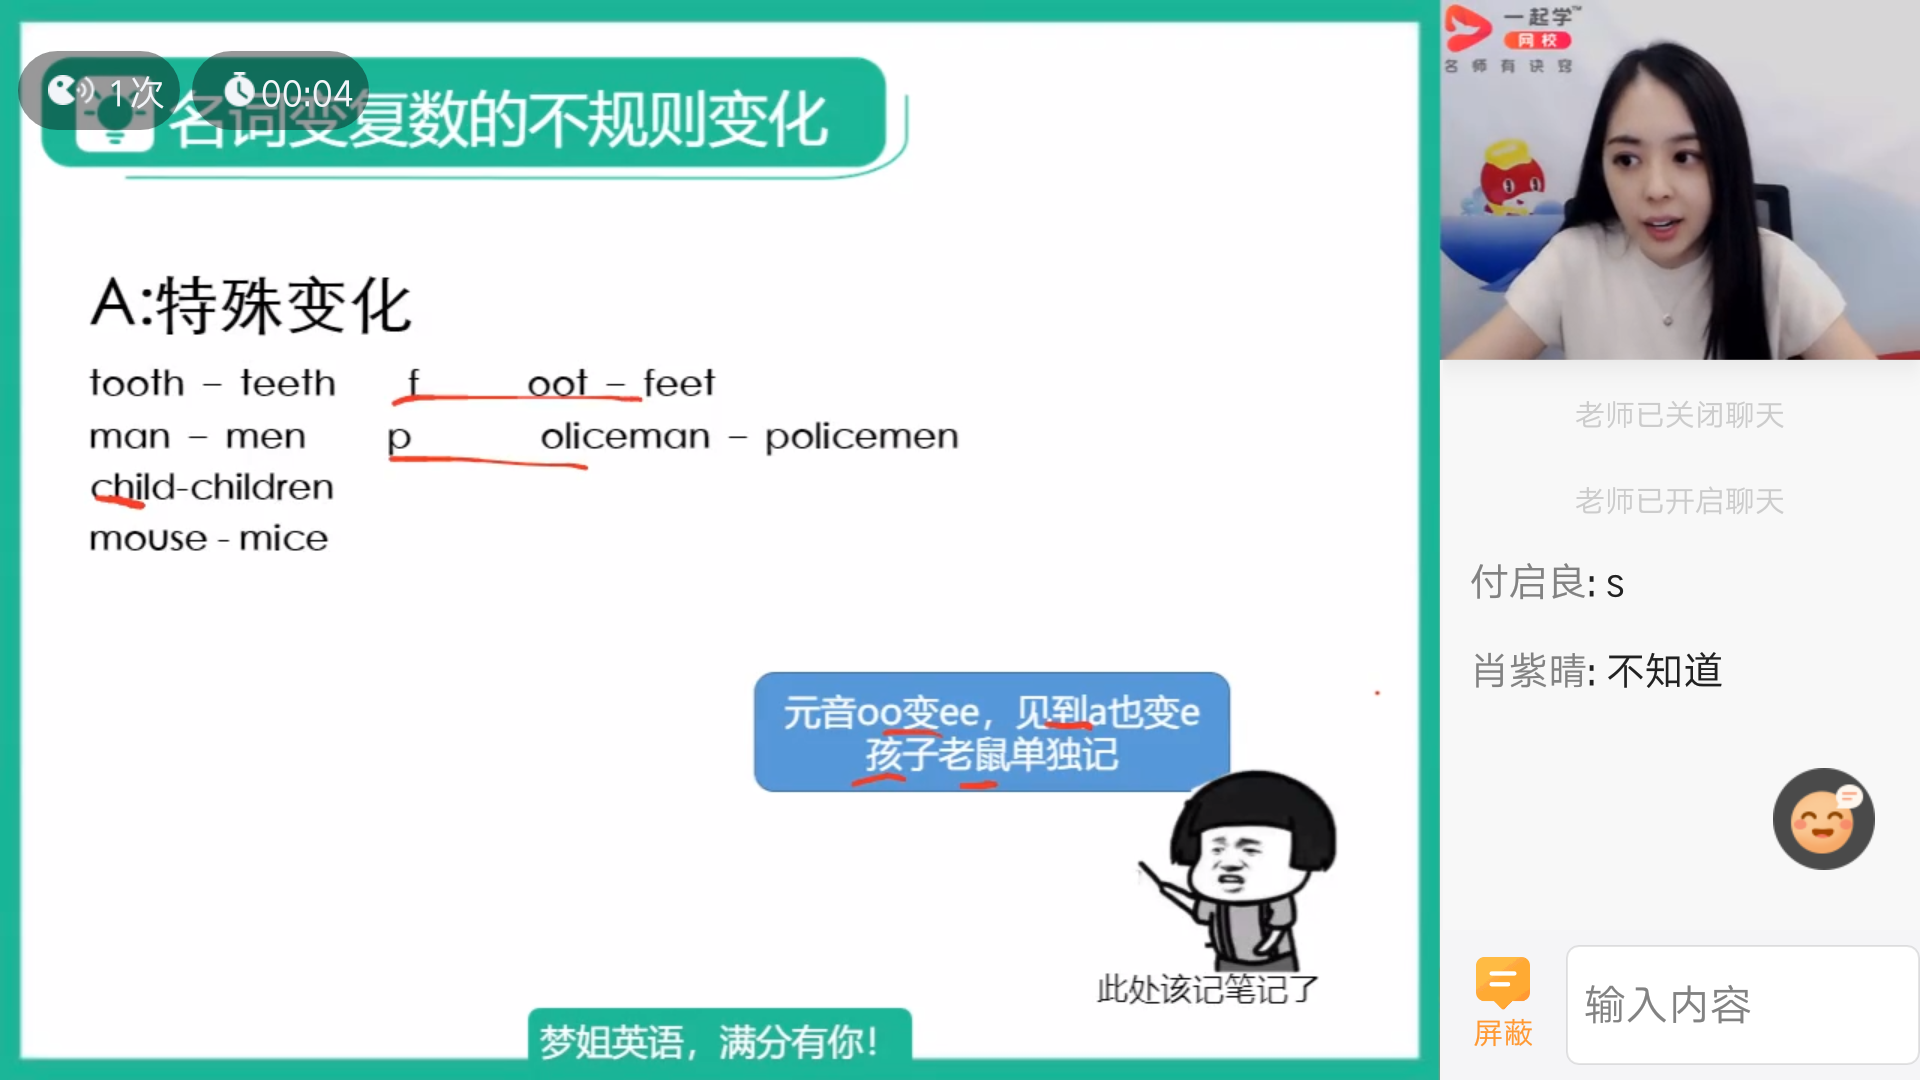 1次 00:04
名词变复数的不规则变化
A:特殊变化
tooth – teeth f oot – feet
man – men p oliceman – policemen
child-children
mouse - mice
元音oo变ee，见到a也变e
孩子老鼠单独记
此处该记笔记了
梦姐英语，满分有你！
一起学™
网校
名师有诀窍
老师已关闭聊天
老师已开启聊天
付启良: s
肖紫晴: 不知道
屏蔽
输入内容